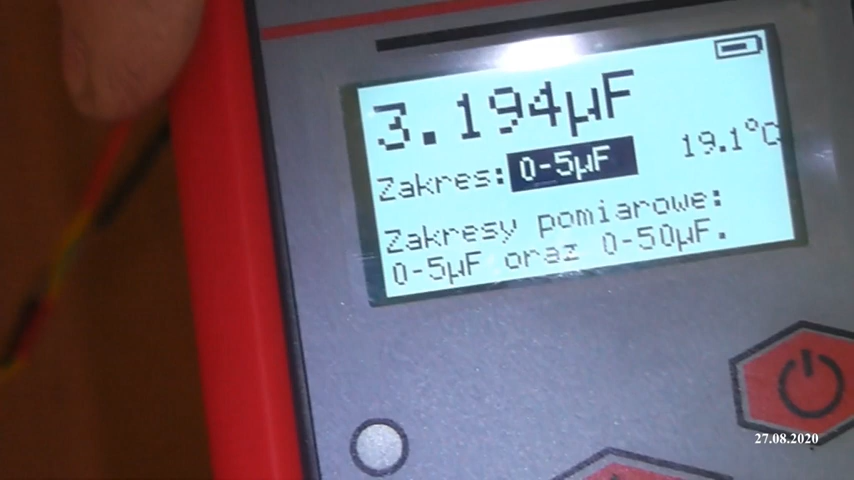 3.194µF
Zakres: 0-5µF 19.1°C
Zakresy pomiarowe:
0-5µF oraz 0-50µF.
27.08.2020